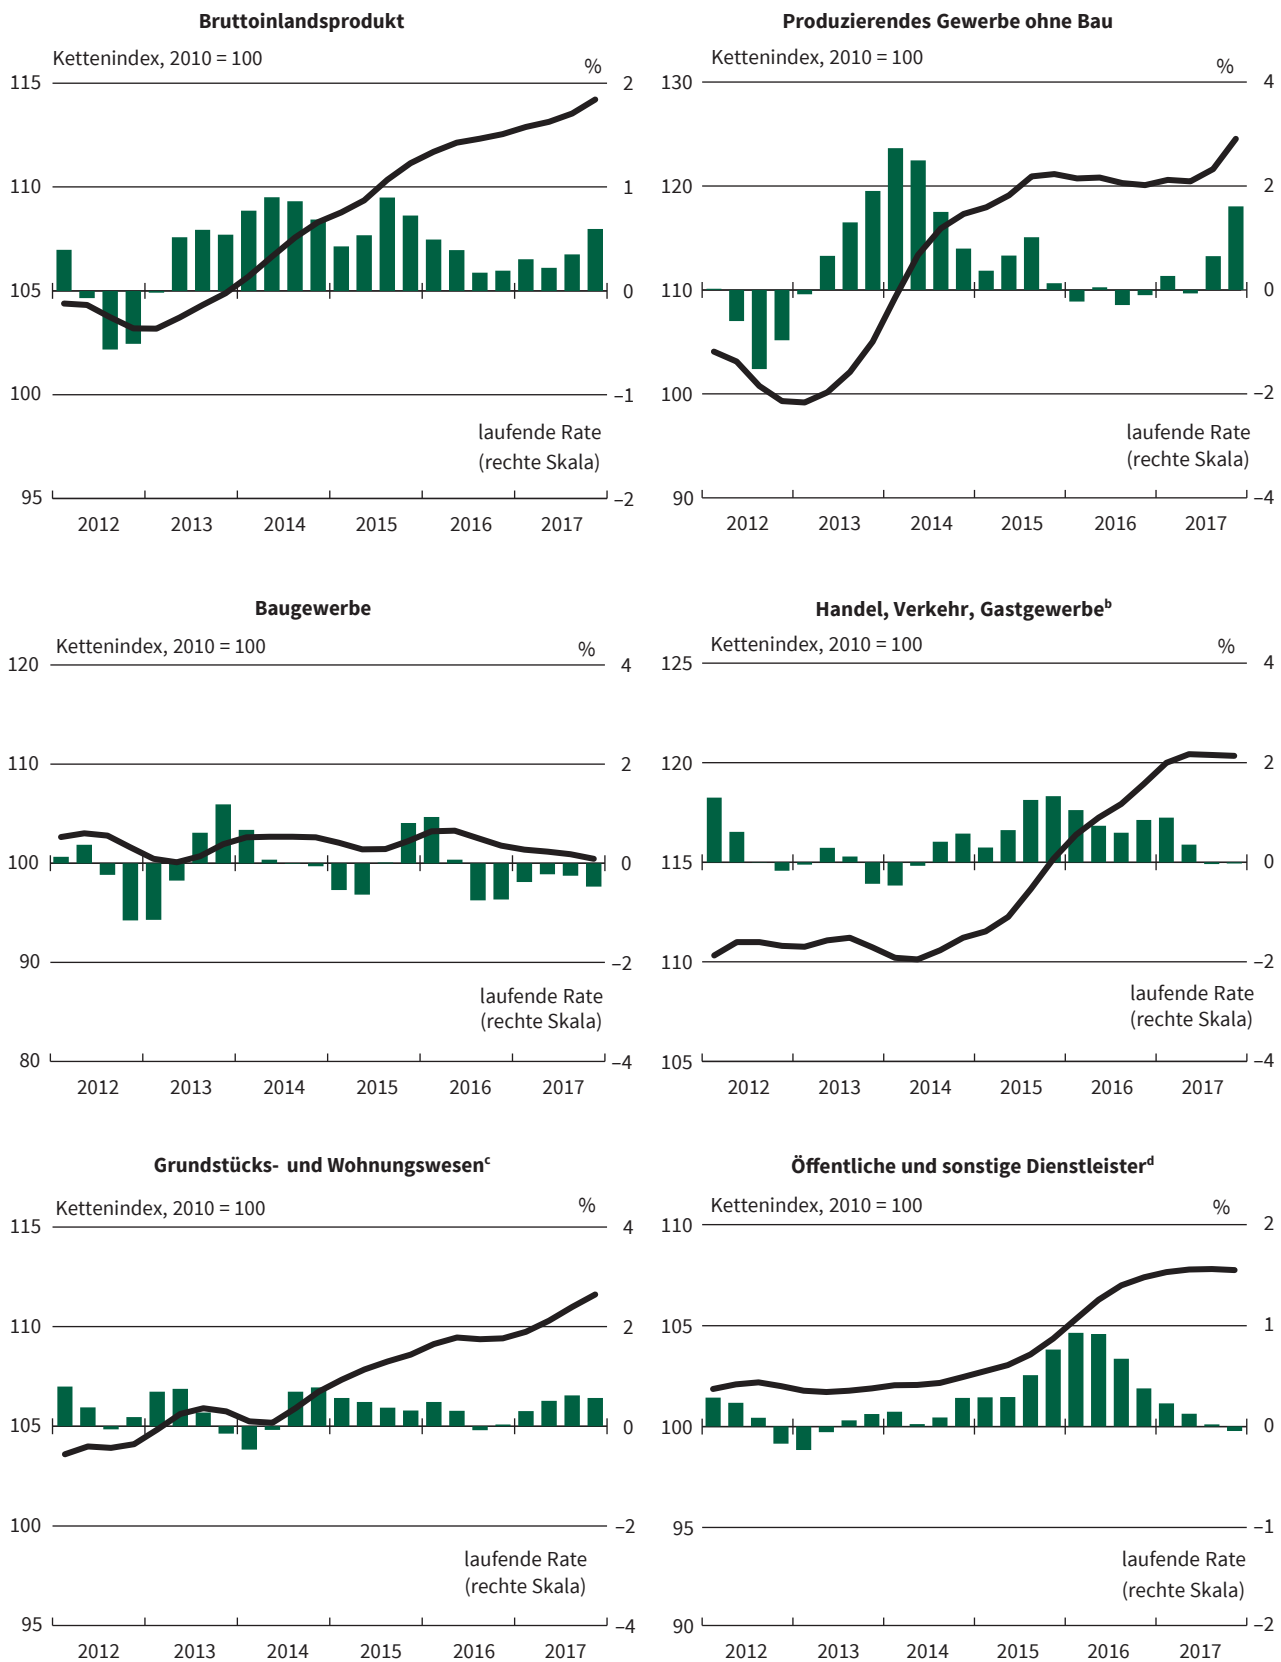 Bruttoinlandsprodukt
Kettenindex, 2010 = 100
%
115
110
105
100
95
2
1
0
–1
–2
laufende Rate
(rechte Skala)
2012 2013 2014 2015 2016 2017
Produzierendes Gewerbe ohne Bau
Kettenindex, 2010 = 100
%
130
120
110
100
90
4
2
0
–2
–4
laufende Rate
(rechte Skala)
2012 2013 2014 2015 2016 2017
Baugewerbe
Kettenindex, 2010 = 100
%
120
110
100
90
80
4
2
0
–2
–4
laufende Rate
(rechte Skala)
2012 2013 2014 2015 2016 2017
Handel, Verkehr, Gastgewerbeᵇ
Kettenindex, 2010 = 100
%
125
120
115
110
105
4
2
0
–2
–4
laufende Rate
(rechte Skala)
2012 2013 2014 2015 2016 2017
Grundstücks- und Wohnungswesenᶜ
Kettenindex, 2010 = 100
%
115
110
105
100
95
4
2
0
–2
–4
laufende Rate
(rechte Skala)
2012 2013 2014 2015 2016 2017
Öffentliche und sonstige Dienstleisterᵈ
Kettenindex, 2010 = 100
%
110
105
100
95
90
2
1
0
–1
–2
laufende Rate
(rechte Skala)
2012 2013 2014 2015 2016 2017